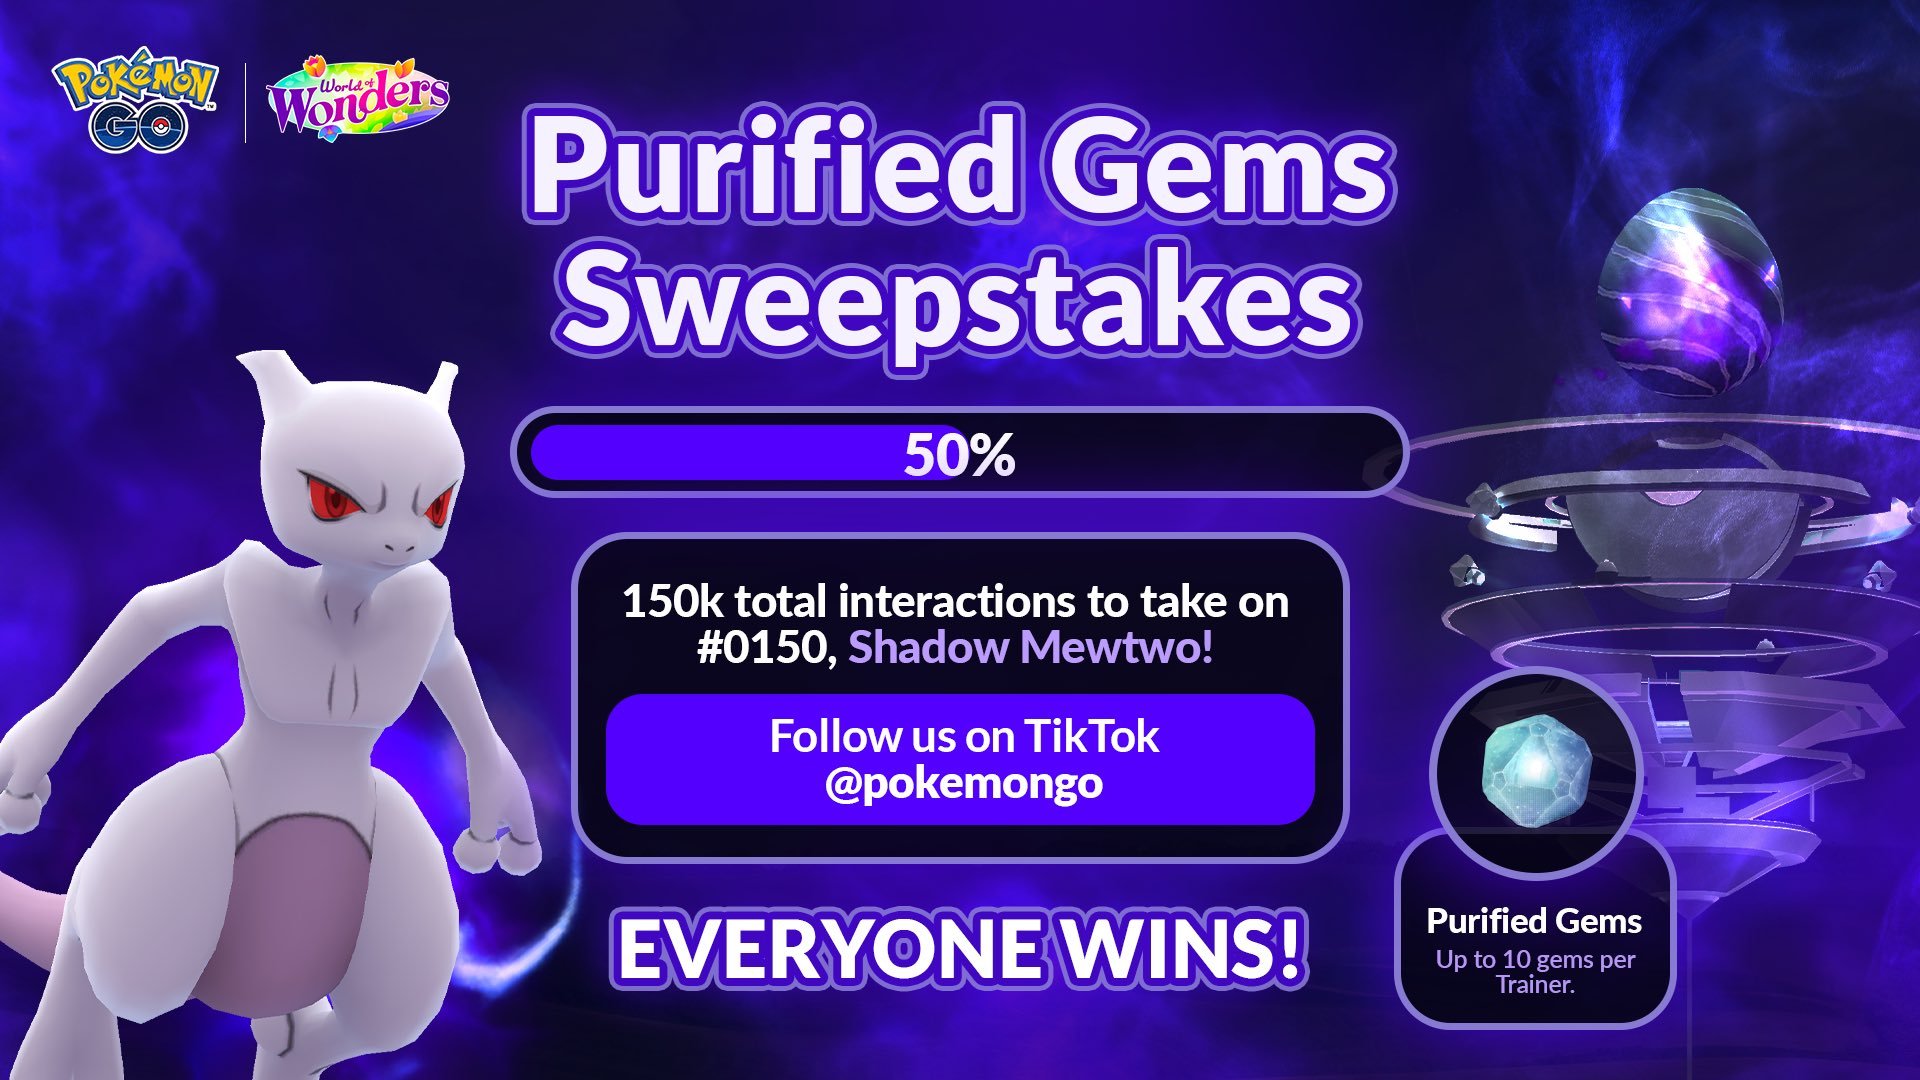 POKÉMON
GO
World of
Wonders
Purified Gems
Sweepstakes
50%
150k total interactions to take on
#0150, Shadow Mewtwo!
Follow us on TikTok
@pokemongo
EVERYONE WINS!
Purified Gems
Up to 10 gems per
Trainer.